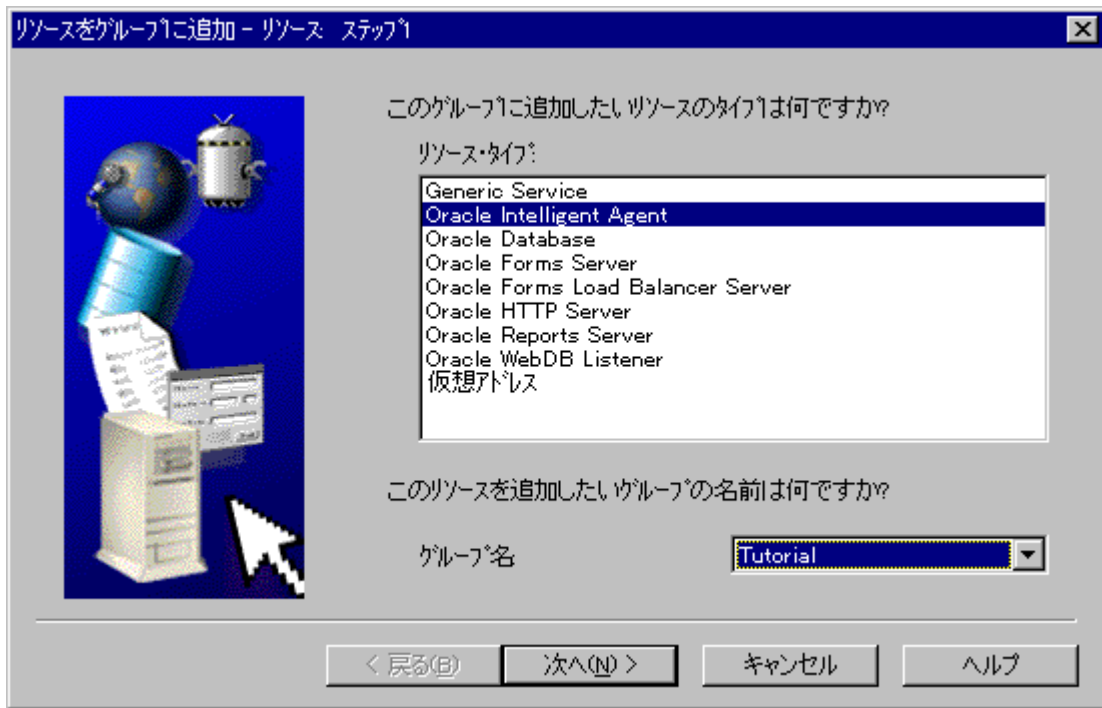 リソースをグループに追加 - リソース: ステップ1
このグループに追加したいリソースのタイプは何ですか?
リソース・タイプ:
Generic Service
Oracle Intelligent Agent
Oracle Database
Oracle Forms Server
Oracle Forms Load Balancer Server
Oracle HTTP Server
Oracle Reports Server
Oracle WebDB Listener
仮想アドレス
このリソースを追加したいグループの名前は何ですか?
グループ名
Tutorial
< 戻る(B)
次へ(N) >
キャンセル
ヘルプ